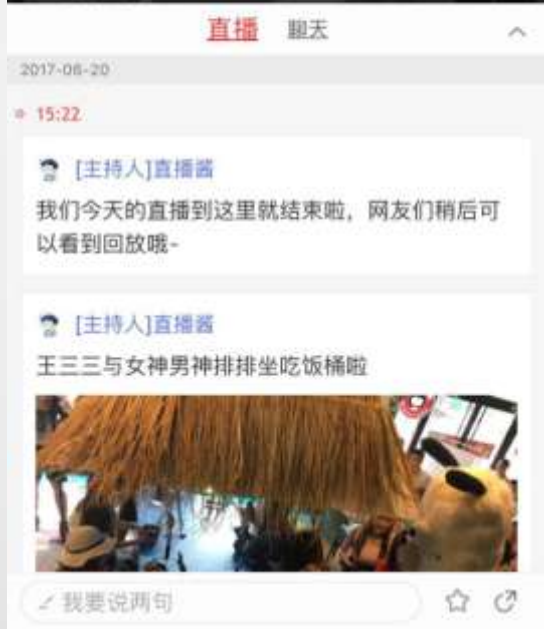 直播 聊天
2017-06-20
15:22
[主持人]直播酱
我们今天的直播到这里就结束啦，网友们稍后可
以看到回放哦~
[主持人]直播酱
王三三与女神男神排排坐吃饭桶啦
我要说两句